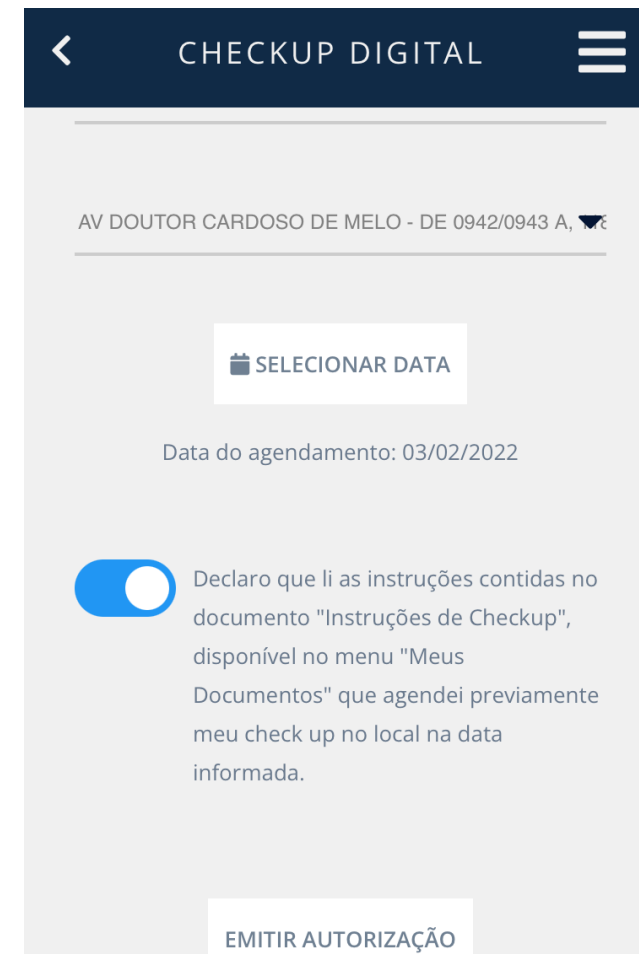 CHECKUP DIGITAL
AV DOUTOR CARDOSO DE MELO - DE 0942/0943 A,
SELECIONAR DATA
Data do agendamento: 03/02/2022
Declaro que li as instruções contidas no
documento "Instruções de Checkup",
disponível no menu "Meus
Documentos" que agendei previamente
meu check up no local na data
informada.
EMITIR AUTORIZAÇÃO